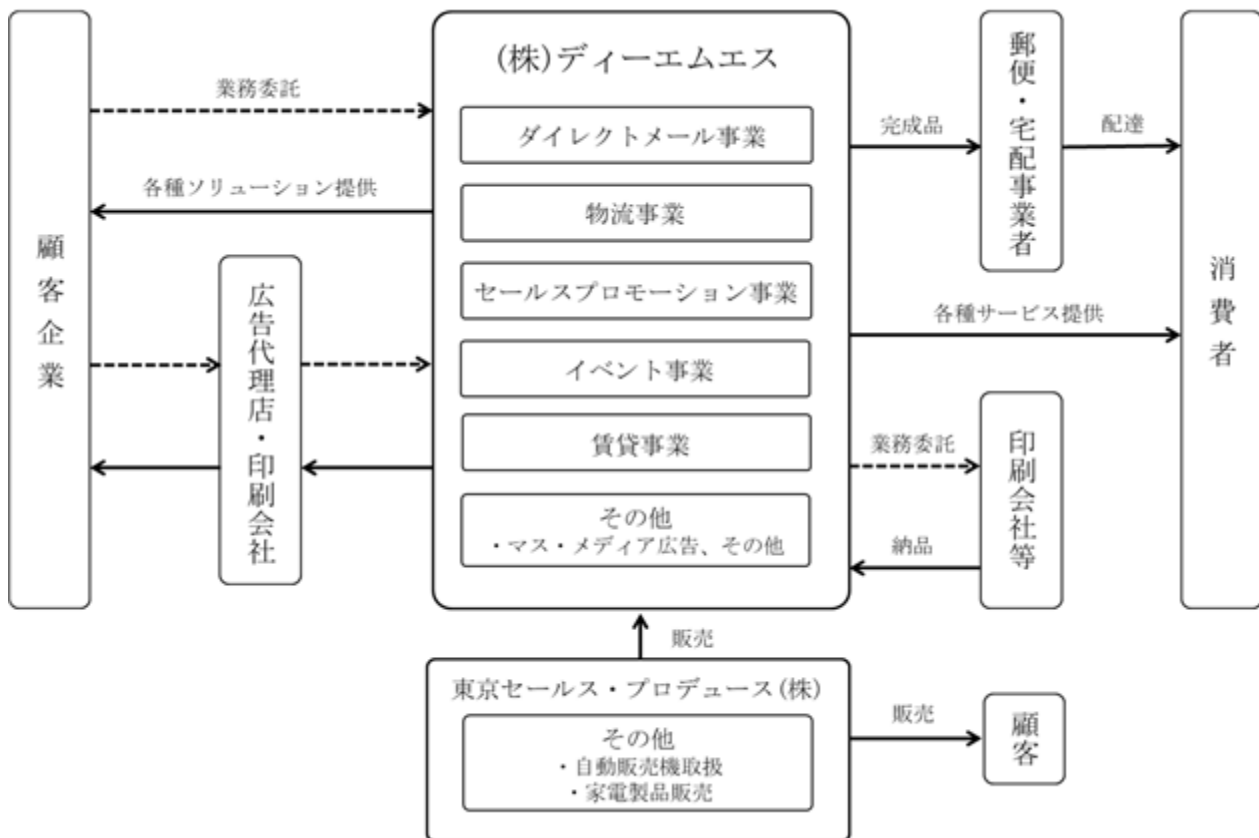 (株)ディーエムエス
業務委託
ダイレクトメール事業
完成品
郵便・宅配事業者
配達
各種ソリューション提供
物流事業
顧客企業
広告代理店・印刷会社
セールスプロモーション事業
各種サービス提供
消費者
イベント事業
賃貸事業
業務委託
印刷会社等
その他
・マス・メディア広告、その他
納品
販売
東京セールス・プロデュース(株)
その他
・自動販売機取扱
・家電製品販売
販売
顧客